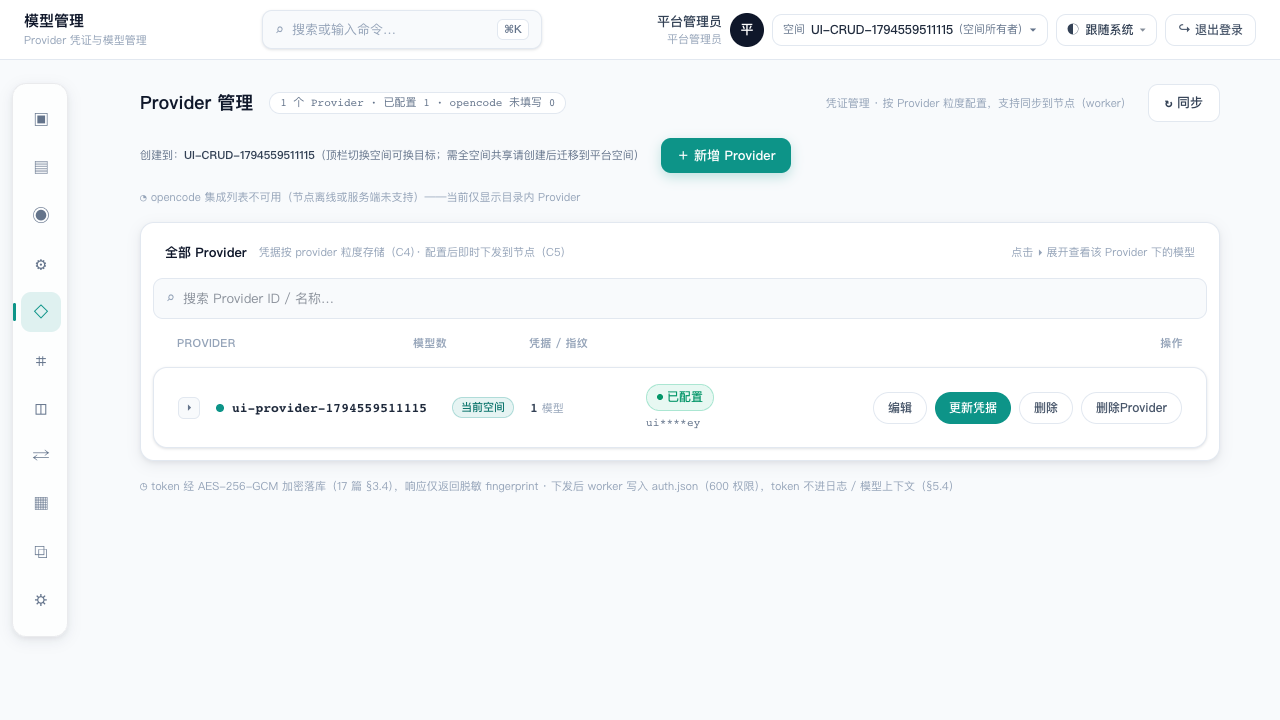 模型管理
Provider 凭证与模型管理
搜索或输入命令… ⌘K
平台管理员
平台管理员
平
空间 UI-CRUD-1794559511115 (空间所有者)
跟随系统
退出登录
Provider 管理
1 个 Provider · 已配置 1 · opencode 未填写 0
凭证管理 · 按 Provider 粒度配置，支持同步到节点（worker）
↻ 同步
创建到：UI-CRUD-1794559511115（顶栏切换空间可换目标；需全空间共享请创建后迁移到平台空间）
＋ 新增 Provider
opencode 集成列表不可用（节点离线或服务端未支持）——当前仅显示目录内 Provider
全部 Provider 凭据按 provider 粒度存储（C4）· 配置后即时下发到节点（C5）
点击 ▸ 展开查看该 Provider 下的模型
搜索 Provider ID / 名称…
PROVIDER 模型数 凭据 / 指纹 操作
ui-provider-1794559511115 当前空间 1 模型
已配置
ui****ey
编辑 更新凭据 删除 删除Provider
token 经 AES-256-GCM 加密落库（17 篇 §3.4），响应仅返回脱敏 fingerprint · 下发后 worker 写入 auth.json（600 权限），token 不进日志 / 模型上下文（§5.4）